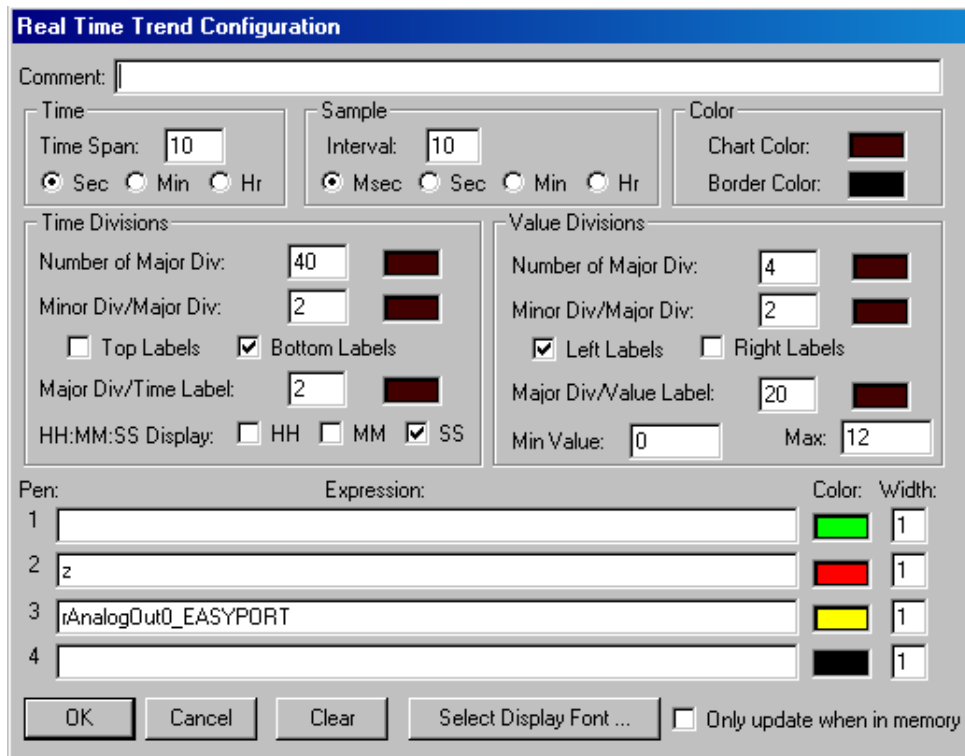 Real Time Trend Configuration
Comment:
Time
Sample
Color
Time Span: 10
Interval: 10
Chart Color:
Sec Min Hr
Msec Sec Min Hr
Border Color:
Time Divisions
Value Divisions
Number of Major Div: 40
Number of Major Div: 4
Minor Div/Major Div: 2
Minor Div/Major Div: 2
Top Labels Bottom Labels
Left Labels Right Labels
Major Div/Time Label: 2
Major Div/Value Label: 20
HH:MM:SS Display: HH MM SS
Min Value: 0 Max: 12
Pen: Expression: Color: Width:
1 1
2 z 1
3 rAnalogOut0_EASYPORT 1
4 1
OK Cancel Clear Select Display Font ... Only update when in memory